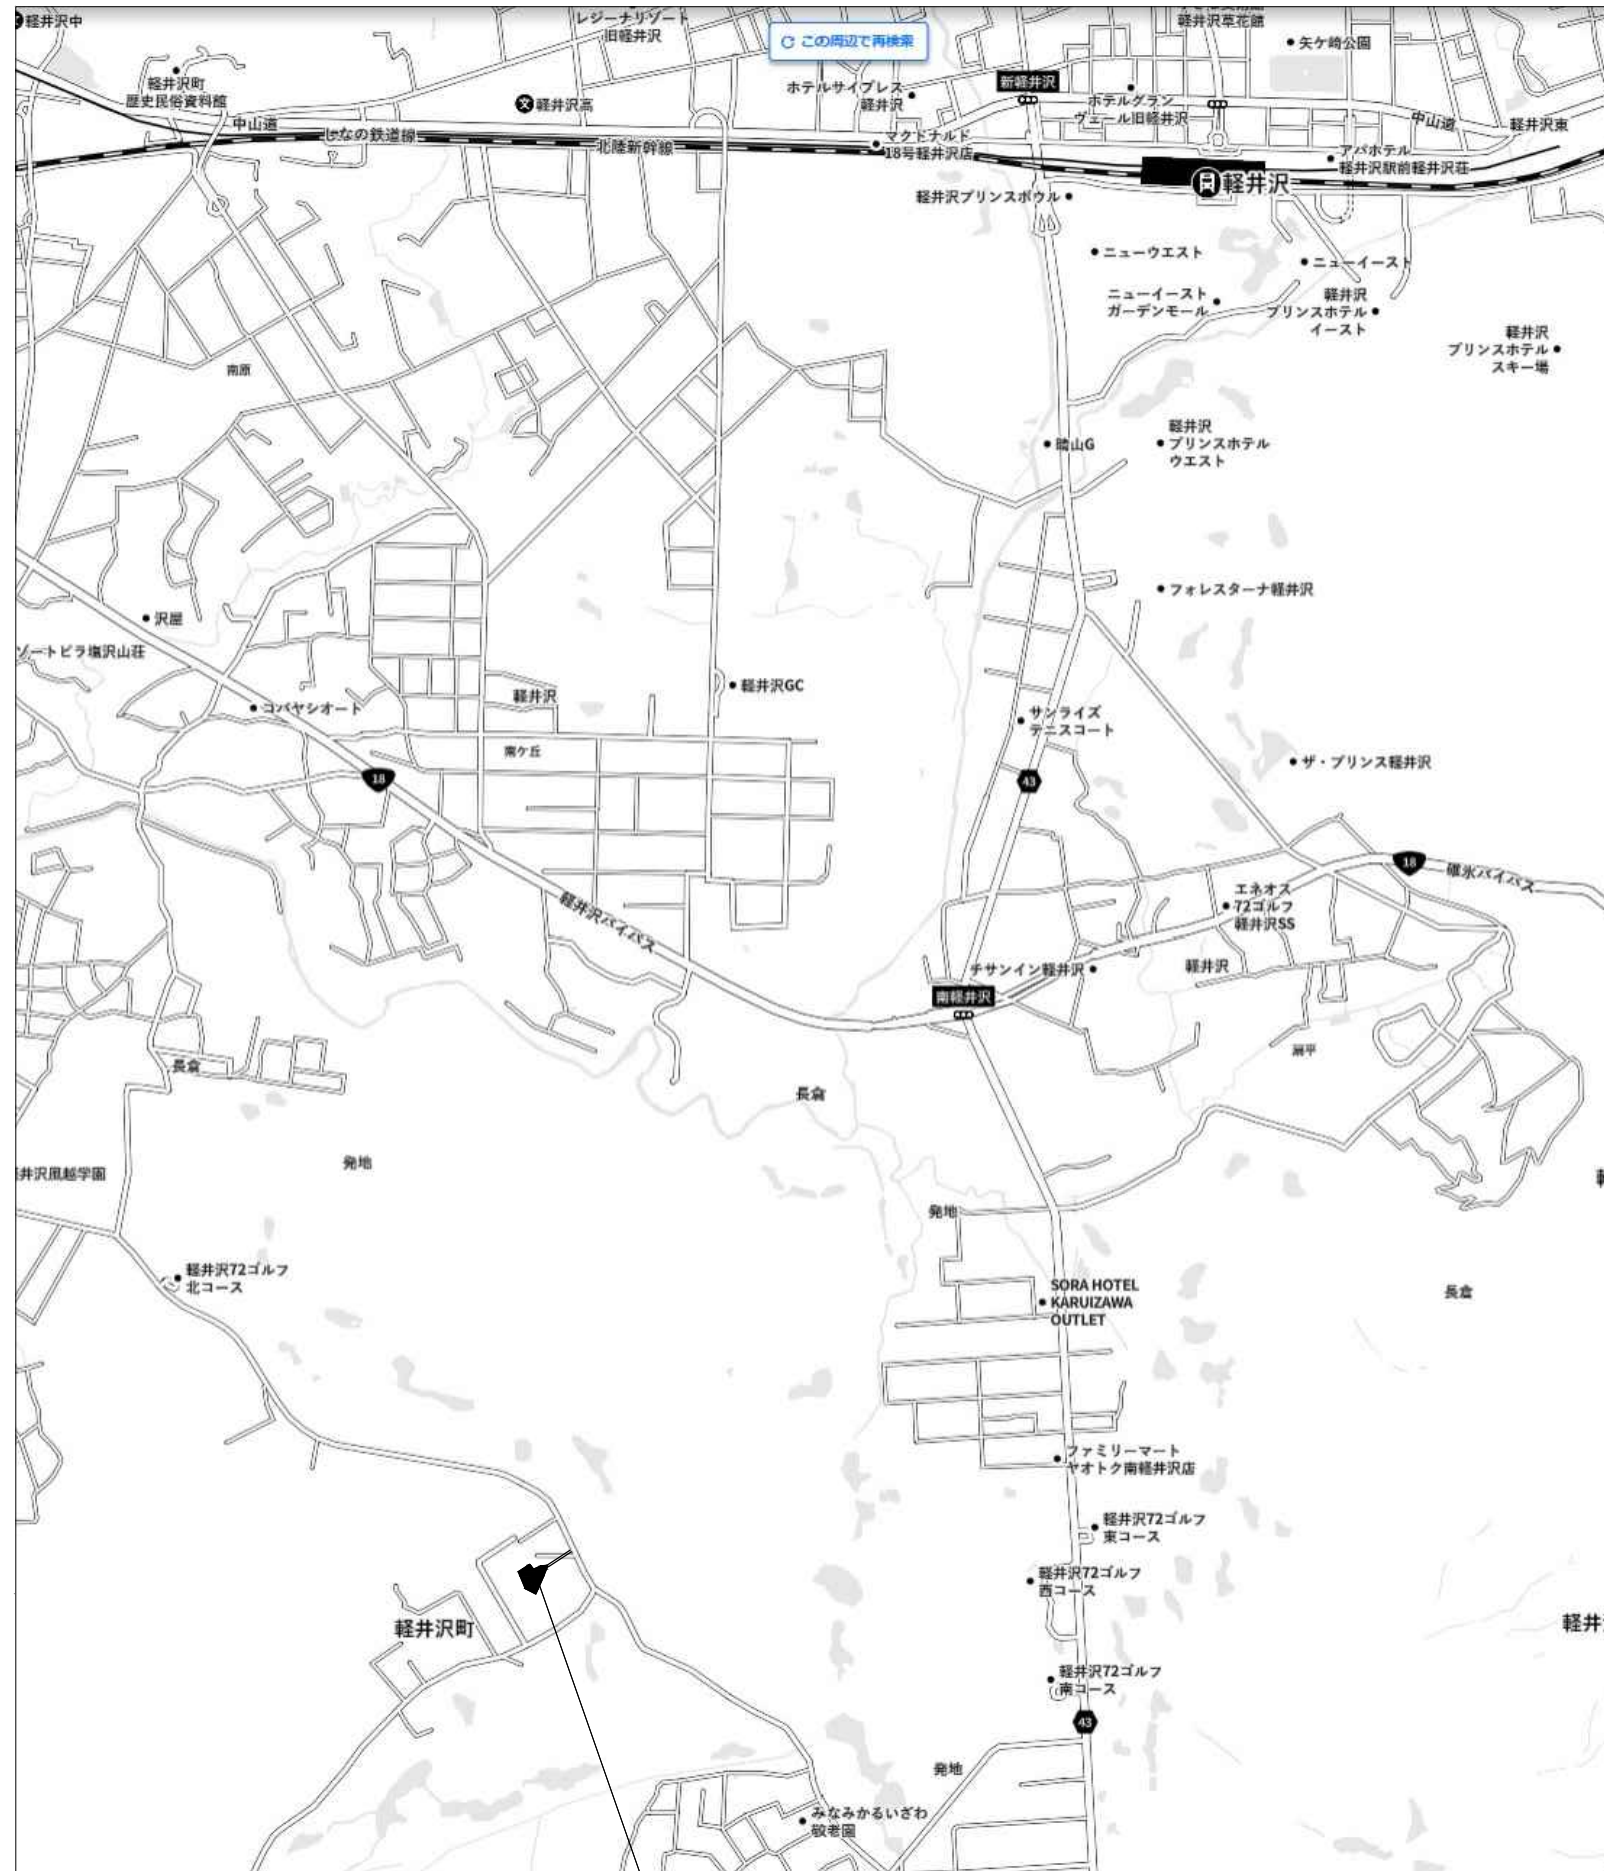 軽井沢中
レジーナリゾート
旧軽井沢
この周辺で再検索
軽井沢草花館
矢ケ崎公園
軽井沢町
歴史民俗資料館
軽井沢高
ホテルサイプレス
軽井沢
新軽井沢
ホテルグラン
ヴェール旧軽井沢
中山道
軽井沢東
中山道
しなの鉄道線
北陸新幹線
マクドナルド
18号軽井沢店
アパホテル
軽井沢駅前軽井沢荘
軽井沢
軽井沢プリンスボウル
ニューウエスト
ニューイースト
ニューイースト
ガーデンモール
軽井沢
プリンスホテル
イースト
軽井沢
プリンスホテル
スキー場
南原
晴山G
軽井沢
プリンスホテル
ウエスト
フォレスターナ軽井沢
沢屋
ゾートビラ塩沢山荘
軽井沢GC
軽井沢
コバヤシオート
サンライズ
テニスコート
南ケ丘
ザ・プリンス軽井沢
18
43
18
碓氷バイパス
エネオス
72ゴルフ
軽井沢SS
軽井沢バイパス
チサンイン軽井沢
軽井沢
南軽井沢
扇平
長倉
長倉
発地
井沢風越学園
発地
軽井沢72ゴルフ
北コース
SORA HOTEL
KARUIZAWA
OUTLET
長倉
ファミリーマート
ヤオトク南軽井沢店
軽井沢72ゴルフ
東コース
軽井沢72ゴルフ
西コース
軽井沢町
軽井
軽井沢72ゴルフ
南コース
43
発地
みなみかるいざわ
敬老園